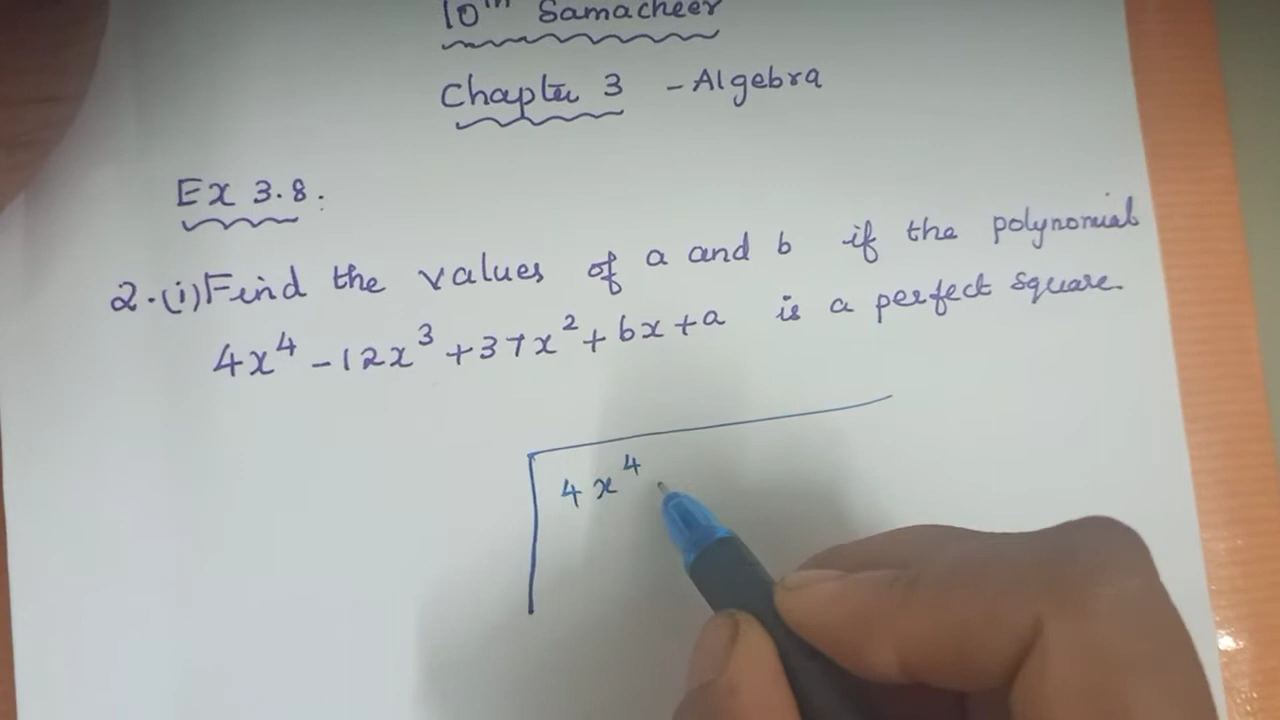 10th Samacheer
Chapter 3 - Algebra
Ex 3.8.
2.(i) Find the values of a and b if the polynomial
4x⁴ - 12x³ + 37x² + bx + a is a perfect square.
4x⁴